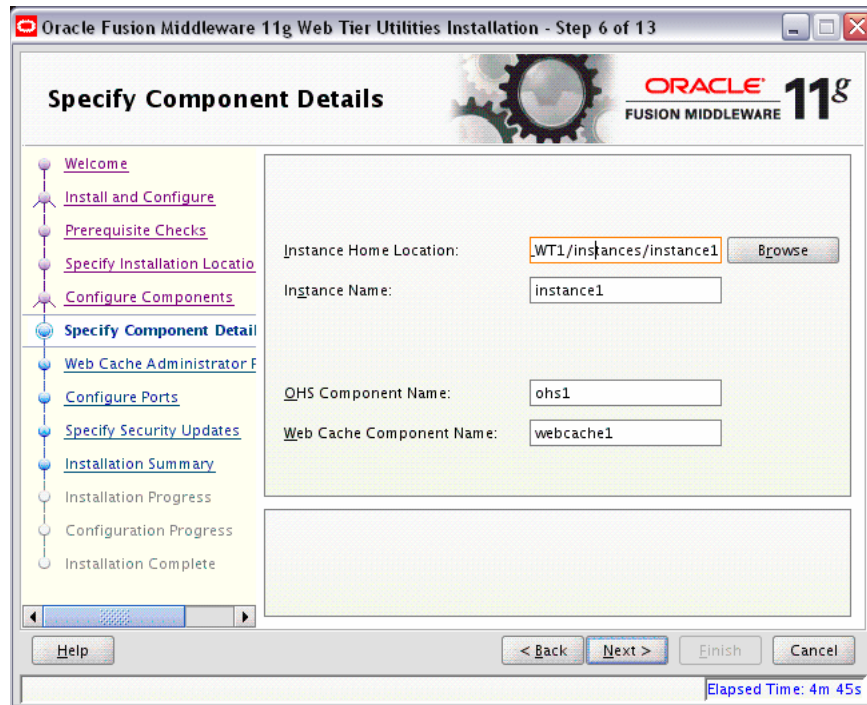 Oracle Fusion Middleware 11g Web Tier Utilities Installation - Step 6 of 13
Specify Component Details
ORACLE
FUSION MIDDLEWARE
11g
Welcome
Install and Configure
Prerequisite Checks
Specify Installation Locatio
Configure Components
Specify Component Detail
Web Cache Administrator P
Configure Ports
Specify Security Updates
Installation Summary
Installation Progress
Configuration Progress
Installation Complete
Instance Home Location:
_WT1/instances/instance1
Browse
Instance Name:
instance1
OHS Component Name:
ohs1
Web Cache Component Name:
webcache1
Help
< Back
Next >
Finish
Cancel
Elapsed Time: 4m 45s